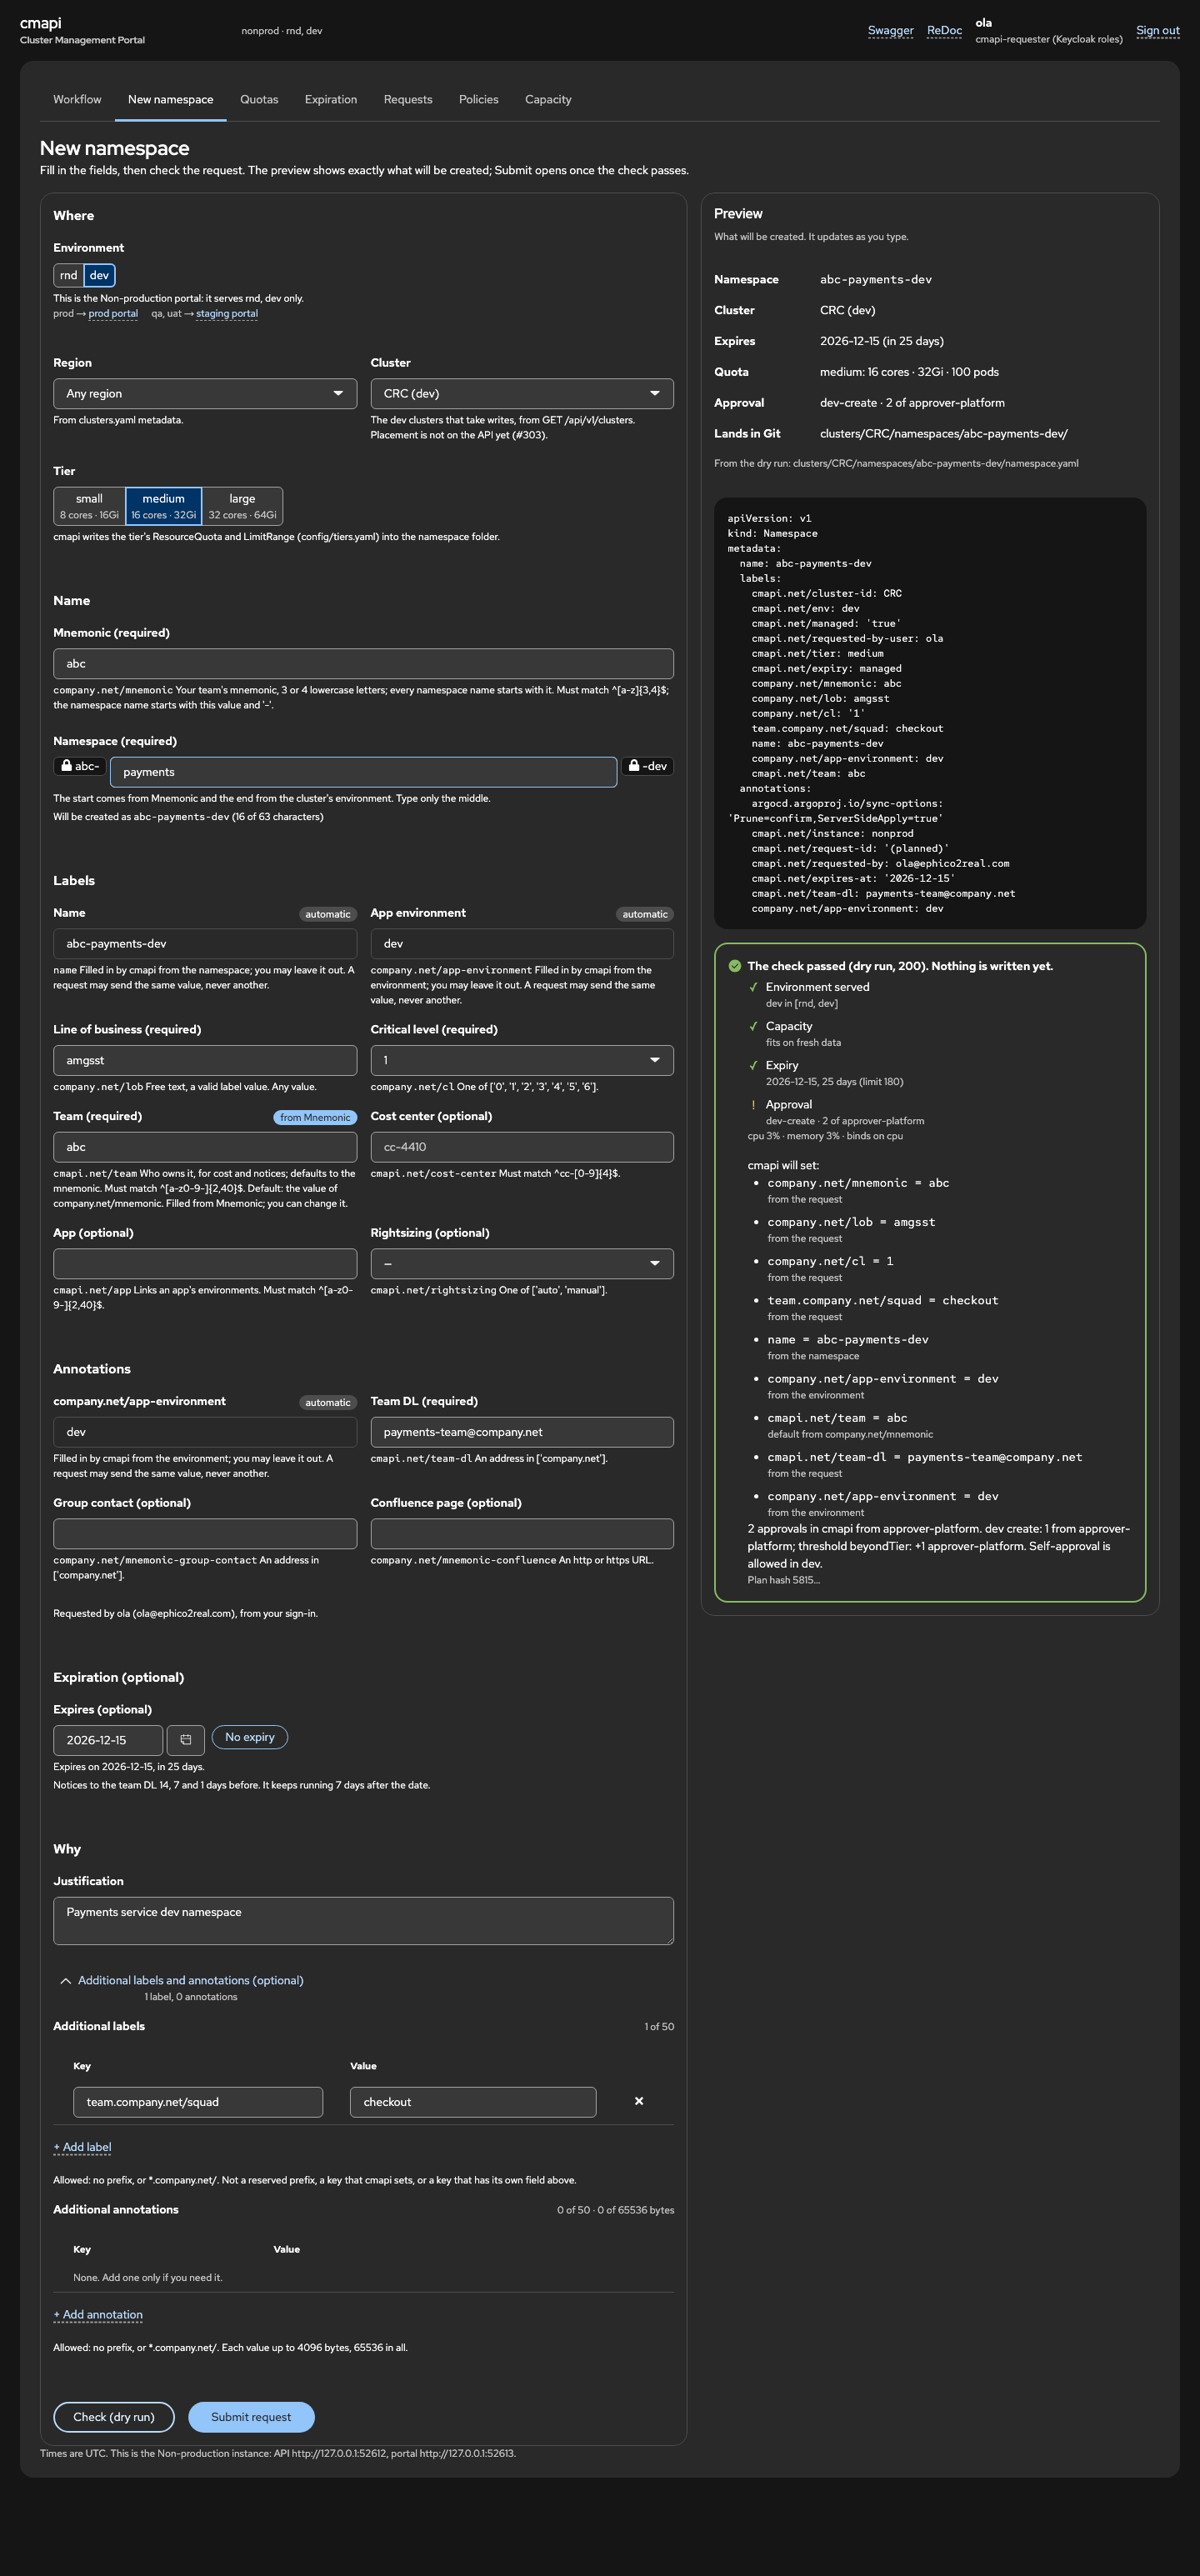 cmapi
Cluster Management Portal
nonprod · rnd, dev
Swagger
ReDoc
ola
cmapi-requester (Keycloak roles)
Sign out
Workflow
New namespace
Quotas
Expiration
Requests
Policies
Capacity
New namespace
Fill in the fields, then check the request. The preview shows exactly what will be created; Submit opens once the check passes.
Where
Environment
rnd
dev
This is the Non-production portal: it serves rnd, dev only.
prod → prod portal qa, uat → staging portal
Region
Any region
From clusters.yaml metadata.
Cluster
CRC (dev)
The dev clusters that take writes, from GET /api/v1/clusters.
Placement is not on the API yet (#303).
Tier
small
8 cores · 16Gi
medium
16 cores · 32Gi
large
32 cores · 64Gi
cmapi writes the tier's ResourceQuota and LimitRange (config/tiers.yaml) into the namespace folder.
Name
Mnemonic (required)
abc
company.net/mnemonic Your team's mnemonic, 3 or 4 lowercase letters; every namespace name starts with it. Must match ^[a-z]{3,4}$;
the namespace name starts with this value and '-'.
Namespace (required)
abc-
payments
-dev
The start comes from Mnemonic and the end from the cluster's environment. Type only the middle.
Will be created as abc-payments-dev (16 of 63 characters)
Labels
Name
automatic
abc-payments-dev
name Filled in by cmapi from the namespace; you may leave it out. A
request may send the same value, never another.
App environment
automatic
dev
company.net/app-environment Filled in by cmapi from the
environment; you may leave it out. A request may send the same
value, never another.
Line of business (required)
amgsst
company.net/lob Free text, a valid label value. Any value.
Critical level (required)
1
company.net/cl One of ['0', '1', '2', '3', '4', '5', '6'].
Team (required)
from Mnemonic
abc
cmapi.net/team Who owns it, for cost and notices; defaults to the
mnemonic. Must match ^[a-z0-9-]{2,40}$. Default: the value of
company.net/mnemonic. Filled from Mnemonic; you can change it.
Cost center (optional)
cc-4410
cmapi.net/cost-center Must match ^cc-[0-9]{4}$.
App (optional)
cmapi.net/app Links an app's environments. Must match ^[a-z0-
9-]{2,40}$.
Rightsizing (optional)
—
cmapi.net/rightsizing One of ['auto', 'manual'].
Annotations
company.net/app-environment
automatic
dev
Filled in by cmapi from the environment; you may leave it out. A
request may send the same value, never another.
Team DL (required)
payments-team@company.net
cmapi.net/team-dl An address in ['company.net'].
Group contact (optional)
company.net/mnemonic-group-contact An address in
['company.net'].
Confluence page (optional)
company.net/mnemonic-confluence An http or https URL.
Requested by ola (ola@ephico2real.com), from your sign-in.
Expiration (optional)
Expires (optional)
2026-12-15
No expiry
Expires on 2026-12-15, in 25 days.
Notices to the team DL 14, 7 and 1 days before. It keeps running 7 days after the date.
Why
Justification
Payments service dev namespace
Additional labels and annotations (optional)
1 label, 0 annotations
Additional labels
1 of 50
Key
Value
team.company.net/squad
checkout
+ Add label
Allowed: no prefix, or *.company.net/. Not a reserved prefix, a key that cmapi sets, or a key that has its own field above.
Additional annotations
0 of 50 · 0 of 65536 bytes
Key
Value
None. Add one only if you need it.
+ Add annotation
Allowed: no prefix, or *.company.net/. Each value up to 4096 bytes, 65536 in all.
Check (dry run)
Submit request
Preview
What will be created. It updates as you type.
Namespace abc-payments-dev
Cluster CRC (dev)
Expires 2026-12-15 (in 25 days)
Quota medium: 16 cores · 32Gi · 100 pods
Approval dev-create · 2 of approver-platform
Lands in Git clusters/CRC/namespaces/abc-payments-dev/
From the dry run: clusters/CRC/namespaces/abc-payments-dev/namespace.yaml
apiVersion: v1
kind: Namespace
metadata:
  name: abc-payments-dev
  labels:
    cmapi.net/cluster-id: CRC
    cmapi.net/env: dev
    cmapi.net/managed: 'true'
    cmapi.net/requested-by-user: ola
    cmapi.net/tier: medium
    cmapi.net/expiry: managed
    company.net/mnemonic: abc
    company.net/lob: amgsst
    company.net/cl: '1'
    team.company.net/squad: checkout
    name: abc-payments-dev
    company.net/app-environment: dev
    cmapi.net/team: abc
  annotations:
    argocd.argoproj.io/sync-options:
'Prune=confirm,ServerSideApply=true'
    cmapi.net/instance: nonprod
    cmapi.net/request-id: '(planned)'
    cmapi.net/requested-by: ola@ephico2real.com
    cmapi.net/expires-at: '2026-12-15'
    cmapi.net/team-dl: payments-team@company.net
    company.net/app-environment: dev
The check passed (dry run, 200). Nothing is written yet.
✓ Environment served
dev in [rnd, dev]
✓ Capacity
fits on fresh data
✓ Expiry
2026-12-15, 25 days (limit 180)
! Approval
dev-create · 2 of approver-platform
cpu 3% · memory 3% · binds on cpu
cmapi will set:
• company.net/mnemonic = abc
from the request
• company.net/lob = amgsst
from the request
• company.net/cl = 1
from the request
• team.company.net/squad = checkout
from the request
• name = abc-payments-dev
from the namespace
• company.net/app-environment = dev
from the environment
• cmapi.net/team = abc
default from company.net/mnemonic
• cmapi.net/team-dl = payments-team@company.net
from the request
• company.net/app-environment = dev
from the environment
2 approvals in cmapi from approver-platform. dev create: 1 from approver-
platform; threshold beyondTier: +1 approver-platform. Self-approval is
allowed in dev.
Plan hash 5815…
Times are UTC. This is the Non-production instance: API http://127.0.0.1:52612, portal http://127.0.0.1:52613.